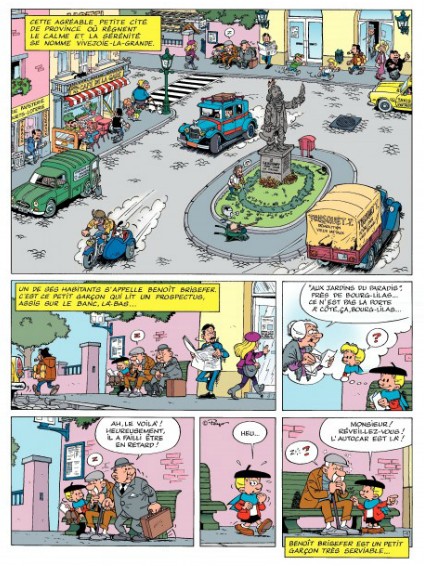 CETTE AGRÉABLE, PETITE CITÉ
DE PROVINCE OÙ RÈGNENT
LE CALME ET LA SÉRÉNITÉ
SE NOMME VIVEJOIE-LA-GRANDE.
POUSQUET
UN DE SES HABITANTS S'APPELLE BENOÎT BRISEFER.
C'EST CE PETIT GARÇON QUI LIT UN PROSPECTUS,
ASSIS SUR LE BANC, LÀ-BAS...
"AUX JARDINS DU PARADIS".
PRÈS DE BOURG-LILAS...
CE N'EST PAS LA PORTE
À CÔTÉ, ÇA, BOURG-LILAS...
?
AH, LE VOILÀ !
HEUREUSEMENT,
IL A FAILLI ÊTRE
EN RETARD !
Z
Peyo
HEU...
MONSIEUR !
RÉVEILLEZ-VOUS !
L'AUTOCAR EST LÀ !
BENOÎT BRISEFER EST UN PETIT
GARÇON TRÈS SERVIABLE...